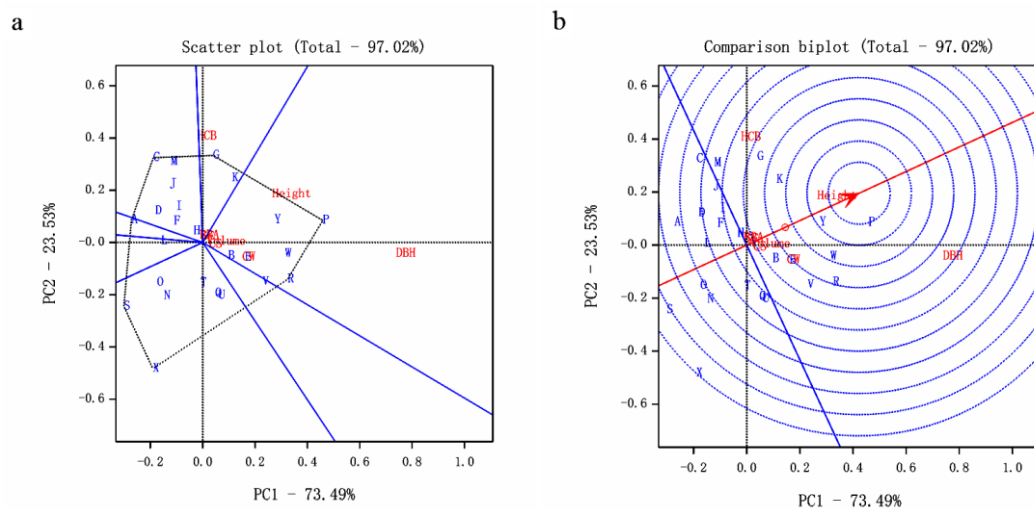 a
Scatter plot (Total - 97.02%)
PC2 - 23.53%
0.6
0.4
0.2
-0.0
-0.2
-0.4
-0.6
HCB
C
M
G
K
J
I
Height
D
F
A
Y
P
H
L
W
DBH
B
E
CW
O
N
T
Q
U
V
R
S
X
-0.2
0.0
0.2
0.4
0.6
0.8
1.0
PC1 - 73.49%
b
Comparison biplot (Total - 97.02%)
PC2 - 23.53%
0.6
0.4
0.2
-0.0
-0.2
-0.4
-0.6
HCB
C
M
G
K
J
Height
D
F
A
Y
P
H
L
W
DBH
B
E
CW
O
N
T
Q
U
V
R
S
X
-0.2
0.0
0.2
0.4
0.6
0.8
1.0
PC1 - 73.49%